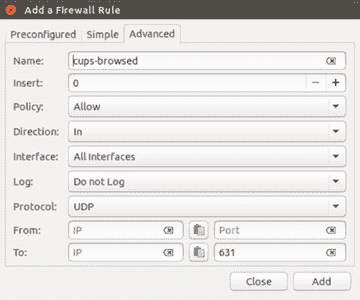 Add a Firewall Rule
Preconfigured Simple Advanced
Name: cups-browsed
Insert: 0 − +
Policy: Allow
Direction: In
Interface: All Interfaces
Log: Do not Log
Protocol: UDP
From: IP Port
To: IP 631
Close Add